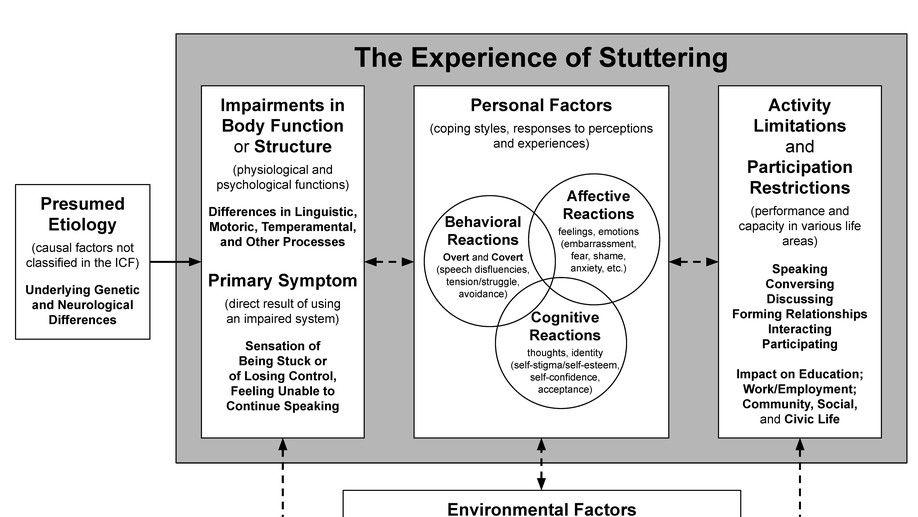 The Experience of Stuttering
Presumed
Etiology
(causal factors not
classified in the ICF)
Underlying Genetic
and Neurological
Differences
Impairments in
Body Function
or Structure
(physiological and
psychological functions)
Differences in Linguistic,
Motoric, Temperamental,
and Other Processes
Primary Symptom
(direct result of using
an impaired system)
Sensation of
Being Stuck or
of Losing Control,
Feeling Unable to
Continue Speaking
Personal Factors
(coping styles, responses to perceptions
and experiences)
Behavioral
Reactions
Overt and Covert
(speech disfluencies,
tension/struggle,
avoidance)
Affective
Reactions
feelings, emotions
(embarrassment,
fear, shame,
anxiety, etc.)
Cognitive
Reactions
thoughts, identity
(self-stigma/self-esteem,
self-confidence,
acceptance)
Activity
Limitations
and
Participation
Restrictions
(performance and
capacity in various life
areas)
Speaking
Conversing
Discussing
Forming Relationships
Interacting
Participating
Impact on Education;
Work/Employment;
Community, Social,
and Civic Life
Environmental Factors